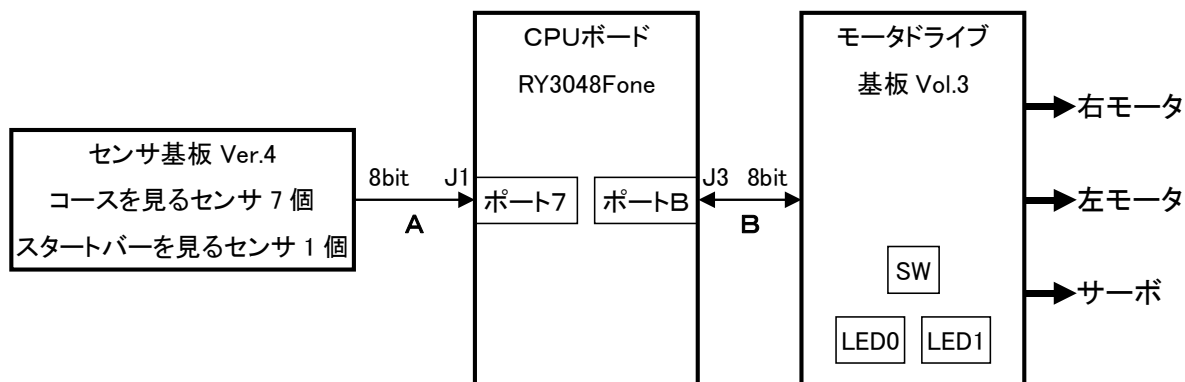 センサ基板 Ver.4
コースを見るセンサ 7 個
スタートバーを見るセンサ 1 個
8bit
J1
A
CPUボード
RY3048Fone
ポート7
ポートB
J3
8bit
B
モータドライブ
基板 Vol.3
SW
LED0
LED1
右モータ
左モータ
サーボ